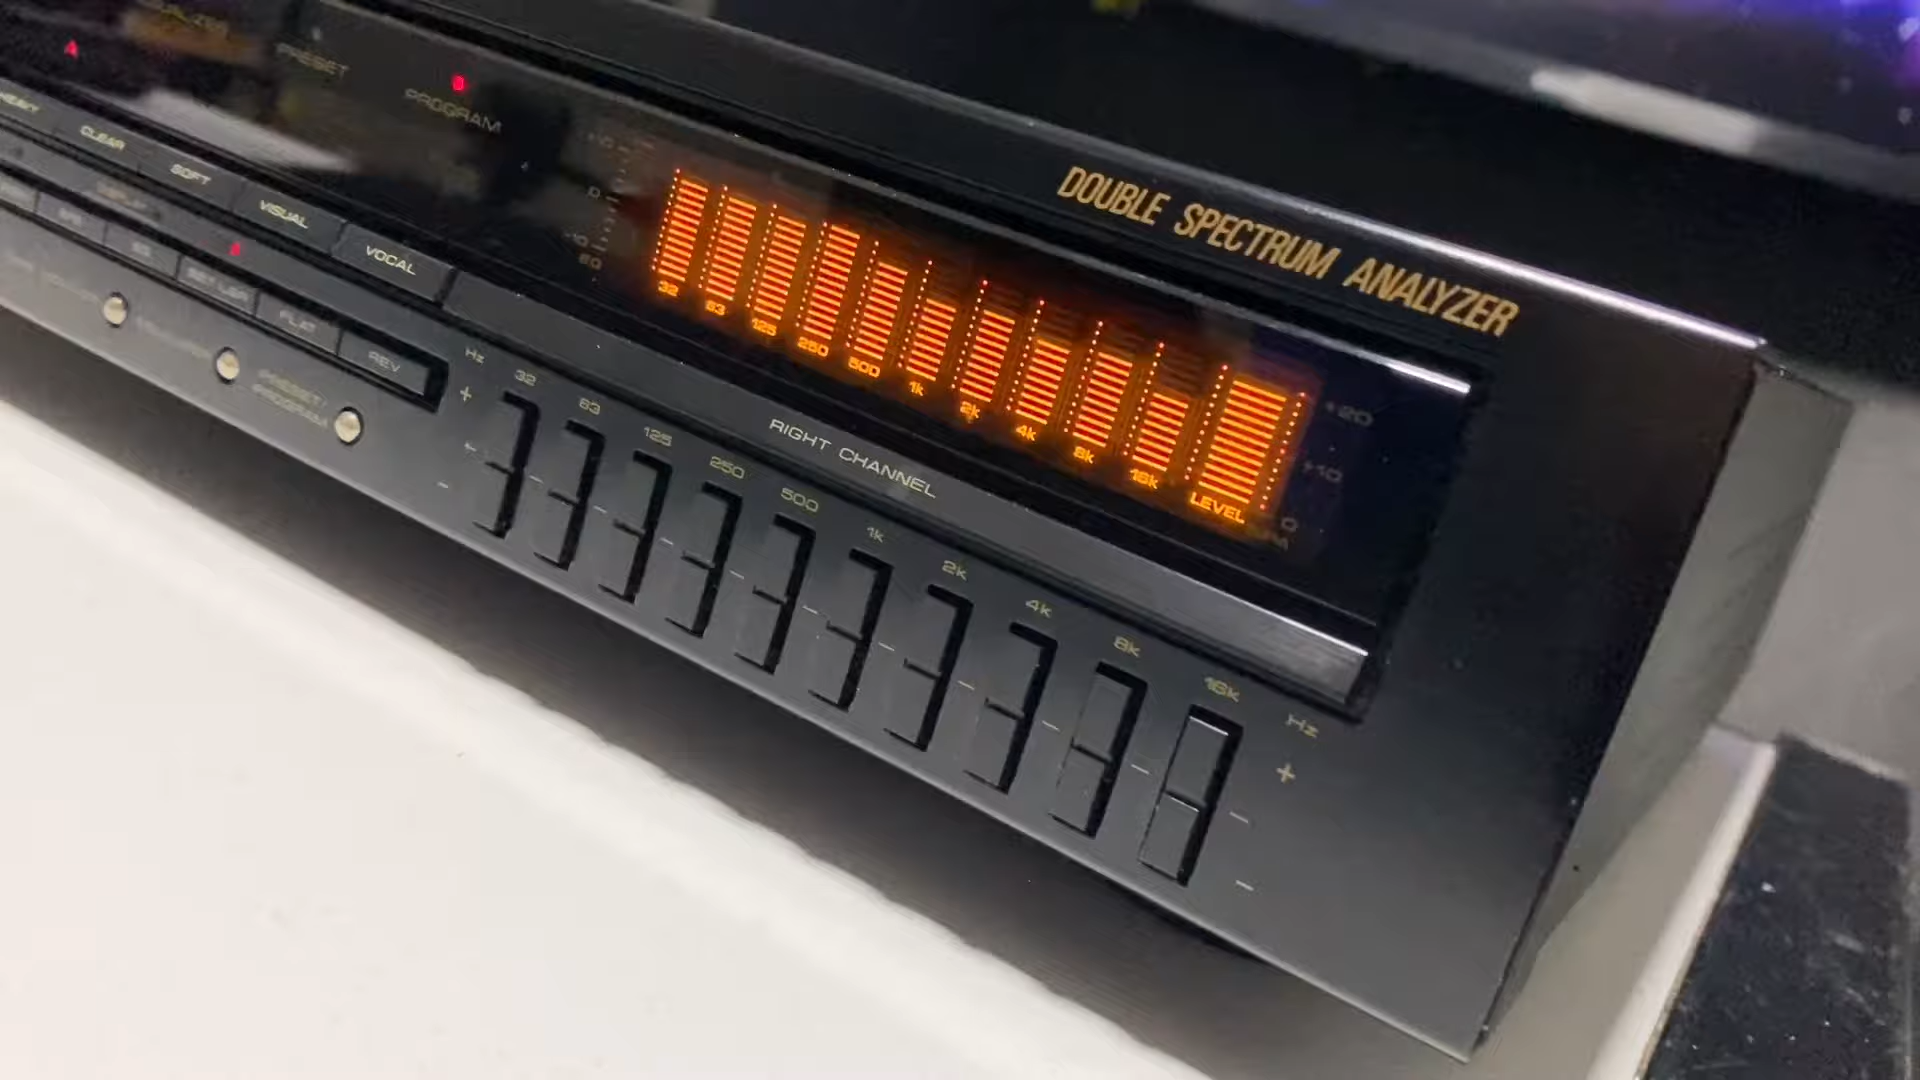 PRESET
PROGRAM
DOUBLE SPECTRUM ANALYZER
HEAVY
CLEAR
SOFT
VISUAL
VOCAL
0
-10
32
63
125
250
500
1k
2k
4k
8k
16k
LEVEL
+20
+10
0
SET L&R
FLAT
REV
PRESET/
PROGRAM
RIGHT CHANNEL
Hz
32
63
125
250
500
1k
2k
4k
8k
16k
Hz
+
-
+
-